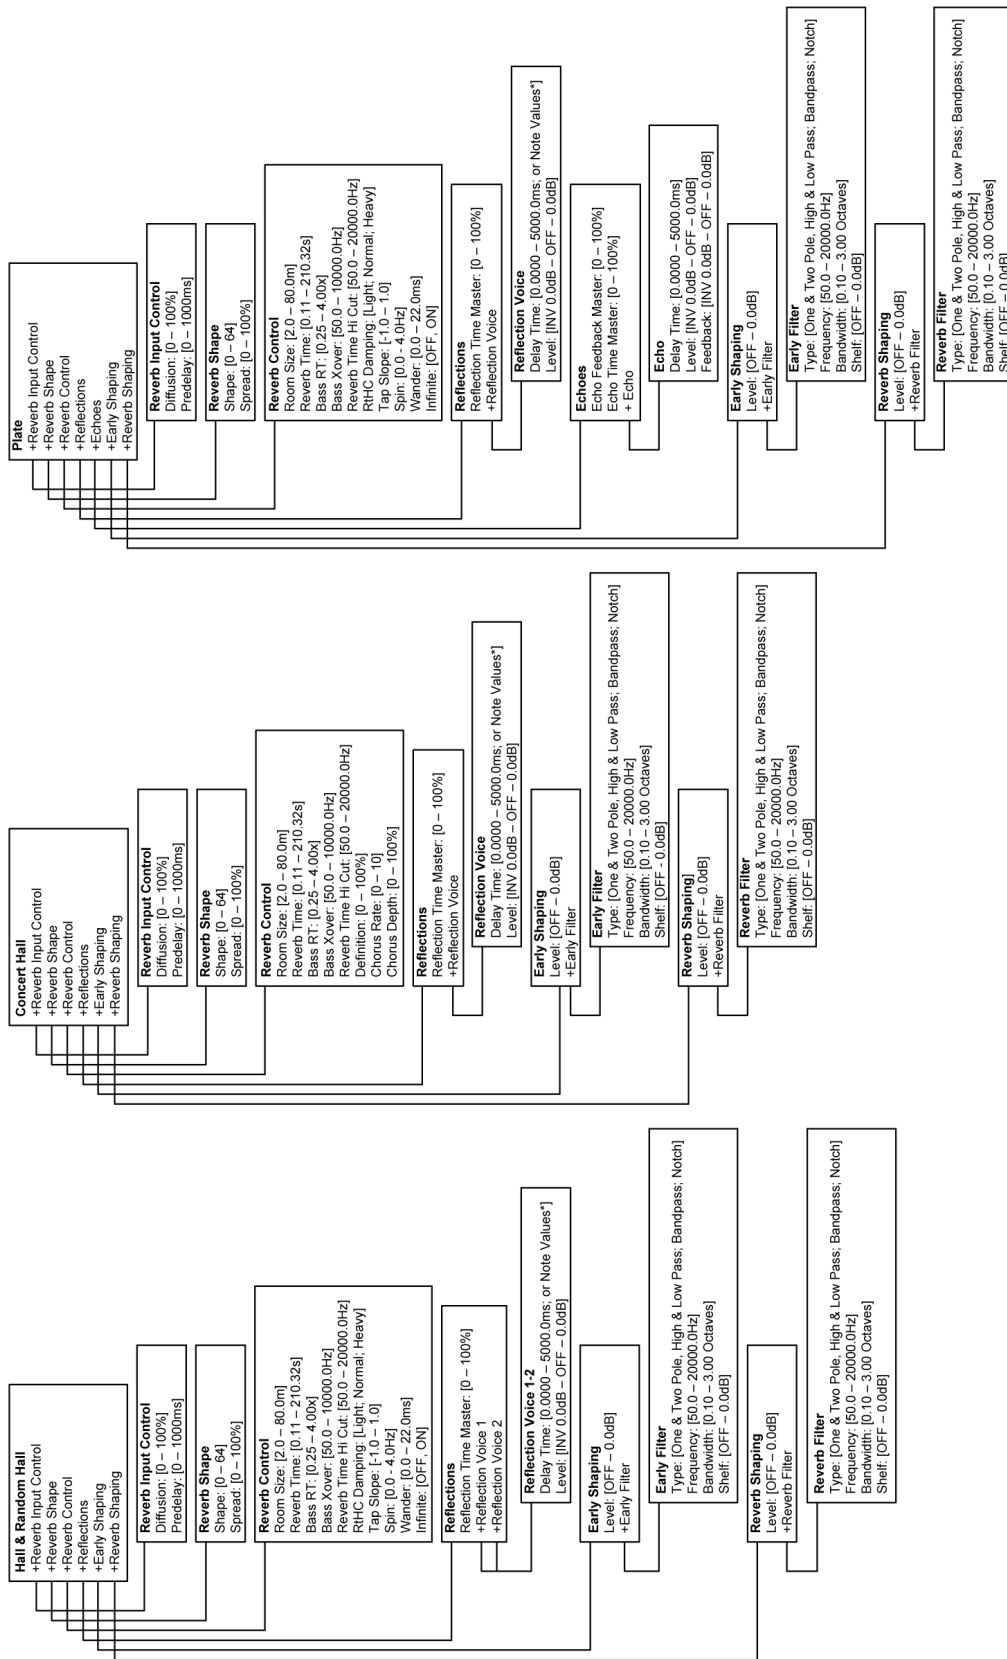 Hall & Random Hall
+Reverb Input Control
+Reverb Shape
+Reverb Control
+Reflections
+Early Shaping
+Reverb Shaping
Reverb Input Control
Diffusion: [0 – 100%]
Predelay: [0 – 1000ms]
Reverb Shape
Shape: [0 – 64]
Spread: [0 – 100%]
Reverb Control
Room Size: [2.0 – 80.0m]
Reverb Time: [0.11 – 210.32s]
Bass RT: [0.25 – 4.00x]
Bass Xover: [50.0 – 10000.0Hz]
Reverb Time Hi Cut: [50.0 – 20000.0Hz]
RtHC Damping: [Light; Normal; Heavy]
Tap Slope: [-1.0 – 1.0]
Spin: [0.0 - 4.0Hz]
Wander: [0.0 – 22.0ms]
Infinite: [OFF, ON]
Reflections
Reflection Time Master: [0 – 100%]
+Reflection Voice 1
+Reflection Voice 2
Reflection Voice 1-2
Delay Time: [0.0000 – 5000.0ms; or Note Values*]
Level: [INV 0.0dB – OFF – 0.0dB]
Early Shaping
Level: [OFF – 0.0dB]
+Early Filter
Early Filter
Type: [One & Two Pole, High & Low Pass; Bandpass; Notch]
Frequency: [50.0 – 20000.0Hz]
Bandwidth: [0.10 – 3.00 Octaves]
Shelf: [OFF – 0.0dB]
Reverb Shaping
Level: [OFF – 0.0dB]
+Reverb Filter
Reverb Filter
Type: [One & Two Pole, High & Low Pass; Bandpass; Notch]
Frequency: [50.0 – 20000.0Hz]
Bandwidth: [0.10 – 3.00 Octaves]
Shelf: [OFF – 0.0dB]
Concert Hall
+Reverb Input Control
+Reverb Shape
+Reverb Control
+Reflections
+Early Shaping
+Reverb Shaping
Reverb Input Control
Diffusion: [0 – 100%]
Predelay: [0 – 1000ms]
Reverb Shape
Shape: [0 – 64]
Spread: [0 – 100%]
Reverb Control
Room Size: [2.0 – 80.0m]
Reverb Time: [0.11 – 210.32s]
Bass RT: [0.25 – 4.00x]
Bass Xover: [50.0 – 10000.0Hz]
Reverb Time Hi Cut: [50.0 – 20000.0Hz]
Definition: [0 – 100%]
Chorus Rate: [0 – 10]
Chorus Depth: [0 – 100%]
Reflections
Reflection Time Master: [0 – 100%]
+Reflection Voice
Reflection Voice
Delay Time: [0.0000 – 5000.0ms; or Note Values*]
Level: [INV 0.0dB – OFF – 0.0dB]
Early Shaping
Level: [OFF – 0.0dB]
+Early Filter
Early Filter
Type: [One & Two Pole, High & Low Pass; Bandpass; Notch]
Frequency: [50.0 – 20000.0Hz]
Bandwidth: [0.10 – 3.00 Octaves]
Shelf: [OFF - 0.0dB]
Reverb Shaping]
Level: [OFF – 0.0dB]
+Reverb Filter
Reverb Filter
Type: [One & Two Pole, High & Low Pass; Bandpass; Notch]
Frequency: [50.0 – 20000.0Hz]
Bandwidth: [0.10 – 3.00 Octaves]
Shelf: [OFF – 0.0dB]
Plate
+Reverb Input Control
+Reverb Shape
+Reverb Control
+Reflections
+Echoes
+Early Shaping
+Reverb Shaping
Reverb Input Control
Diffusion: [0 – 100%]
Predelay: [0 – 1000ms]
Reverb Shape
Shape: [0 – 64]
Spread: [0 – 100%]
Reverb Control
Room Size: [2.0 – 80.0m]
Reverb Time: [0.11 – 210.32s]
Bass RT: [0.25 – 4.00x]
Bass Xover: [50.0 – 10000.0Hz]
Reverb Time Hi Cut: [50.0 – 20000.0Hz]
RtHC Damping: [Light; Normal; Heavy]
Tap Slope: [-1.0 – 1.0]
Spin: [0.0 - 4.0Hz]
Wander: [0.0 – 22.0ms]
Infinite: [OFF, ON]
Reflections
Reflection Time Master: [0 – 100%]
+Reflection Voice
Reflection Voice
Delay Time: [0.0000 – 5000.0ms; or Note Values*]
Level: [INV 0.0dB – OFF – 0.0dB]
Echoes
Echo Feedback Master: [0 – 100%]
Echo Time Master: [0 – 100%]
+ Echo
Echo
Delay Time: [0.0000 – 5000.0ms]
Level: [INV 0.0dB – OFF – 0.0dB]
Feedback: [INV 0.0dB – OFF – 0.0dB]
Early Shaping
Level: [OFF – 0.0dB]
+Early Filter
Early Filter
Type: [One & Two Pole, High & Low Pass; Bandpass; Notch]
Frequency: [50.0 – 20000.0Hz]
Bandwidth: [0.10 – 3.00 Octaves]
Shelf: [OFF – 0.0dB]
Reverb Shaping
Level: [OFF – 0.0dB]
+Reverb Filter
Reverb Filter
Type: [One & Two Pole, High & Low Pass; Bandpass; Notch]
Frequency: [50.0 – 20000.0Hz]
Bandwidth: [0.10 – 3.00 Octaves]
Shelf: [OFF – 0.0dB]